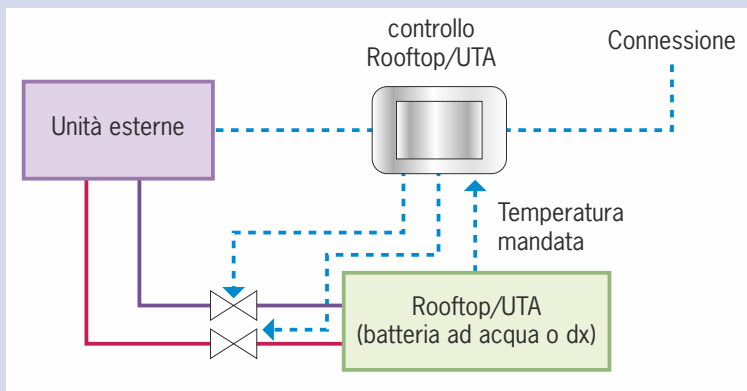 controllo
Rooftop/UTA
Connessione
Unità esterne
Temperatura
mandata
Rooftop/UTA
(batteria ad acqua o dx)